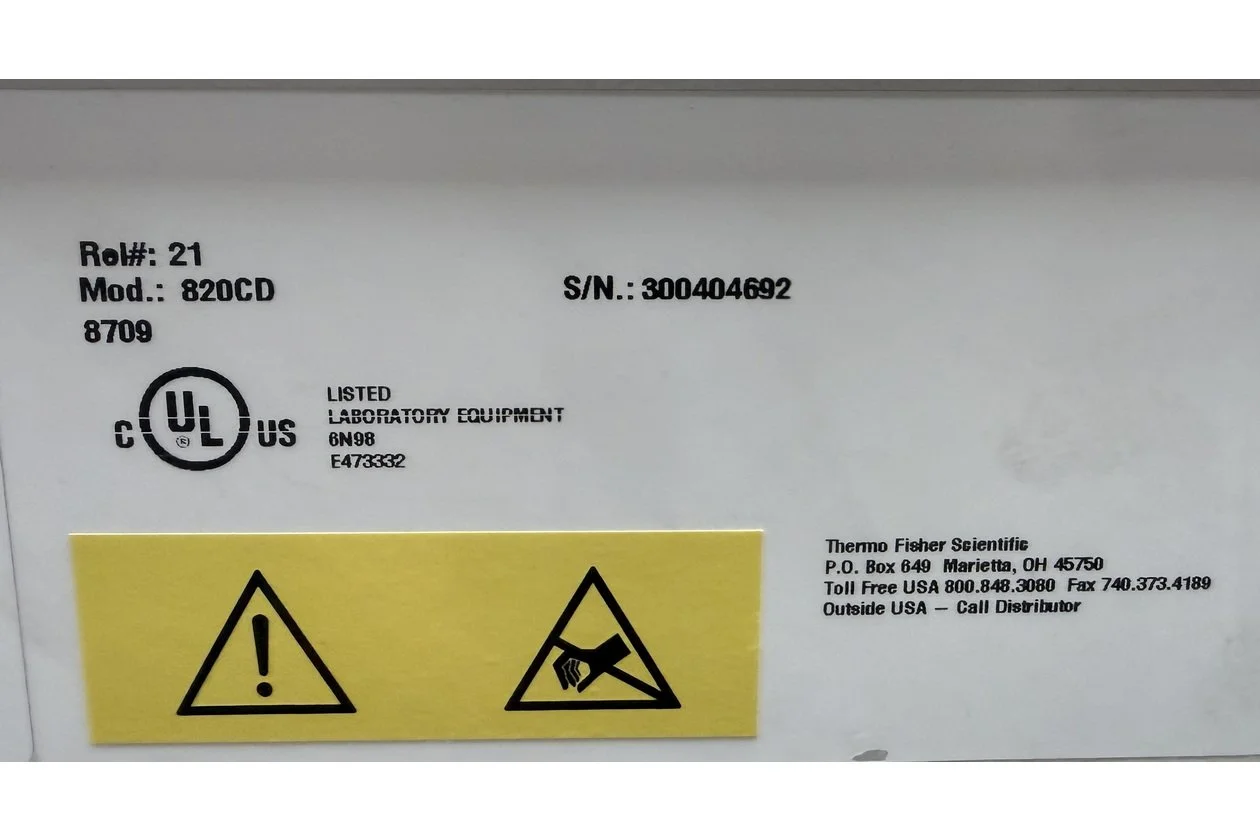 Rel#: 21
Mod.: 820CD
S/N.: 300404692
8709
C UL US
LISTED
LABORATORY EQUIPMENT
6N98
E473332
Thermo Fisher Scientific
P.O. Box 649 Marietta, OH 45750
Toll Free USA 800.848.3080 Fax 740.373.4189
Outside USA – Call Distributor